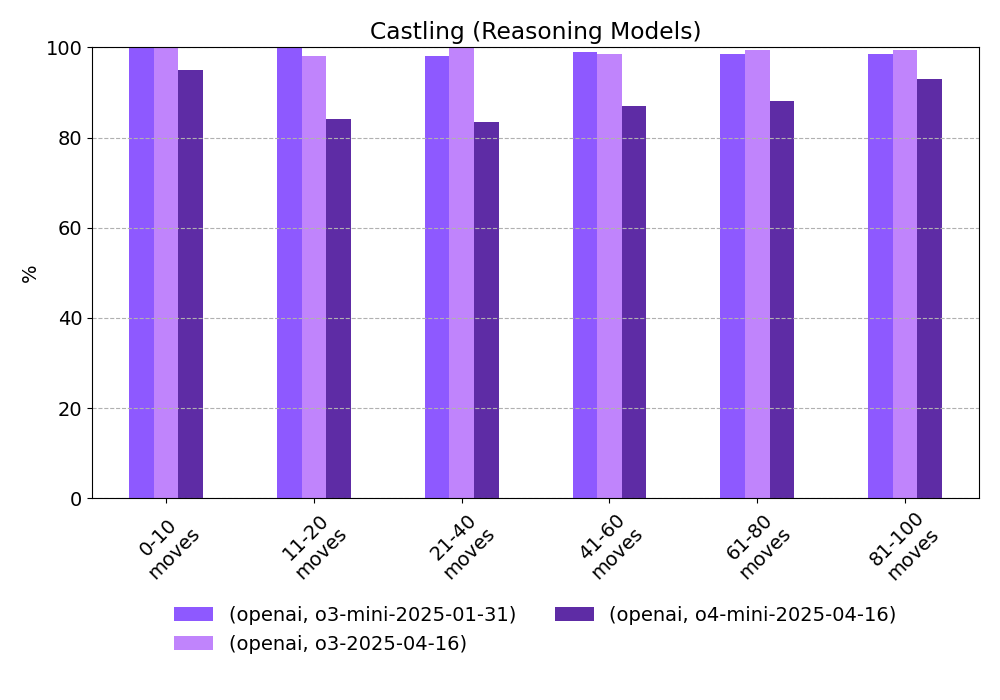 Castling (Reasoning Models)
100
80
60
40
20
0
%
0-10
moves
11-20
moves
21-40
moves
41-60
moves
61-80
moves
81-100
moves
(openai, o3-mini-2025-01-31)
(openai, o3-2025-04-16)
(openai, o4-mini-2025-04-16)